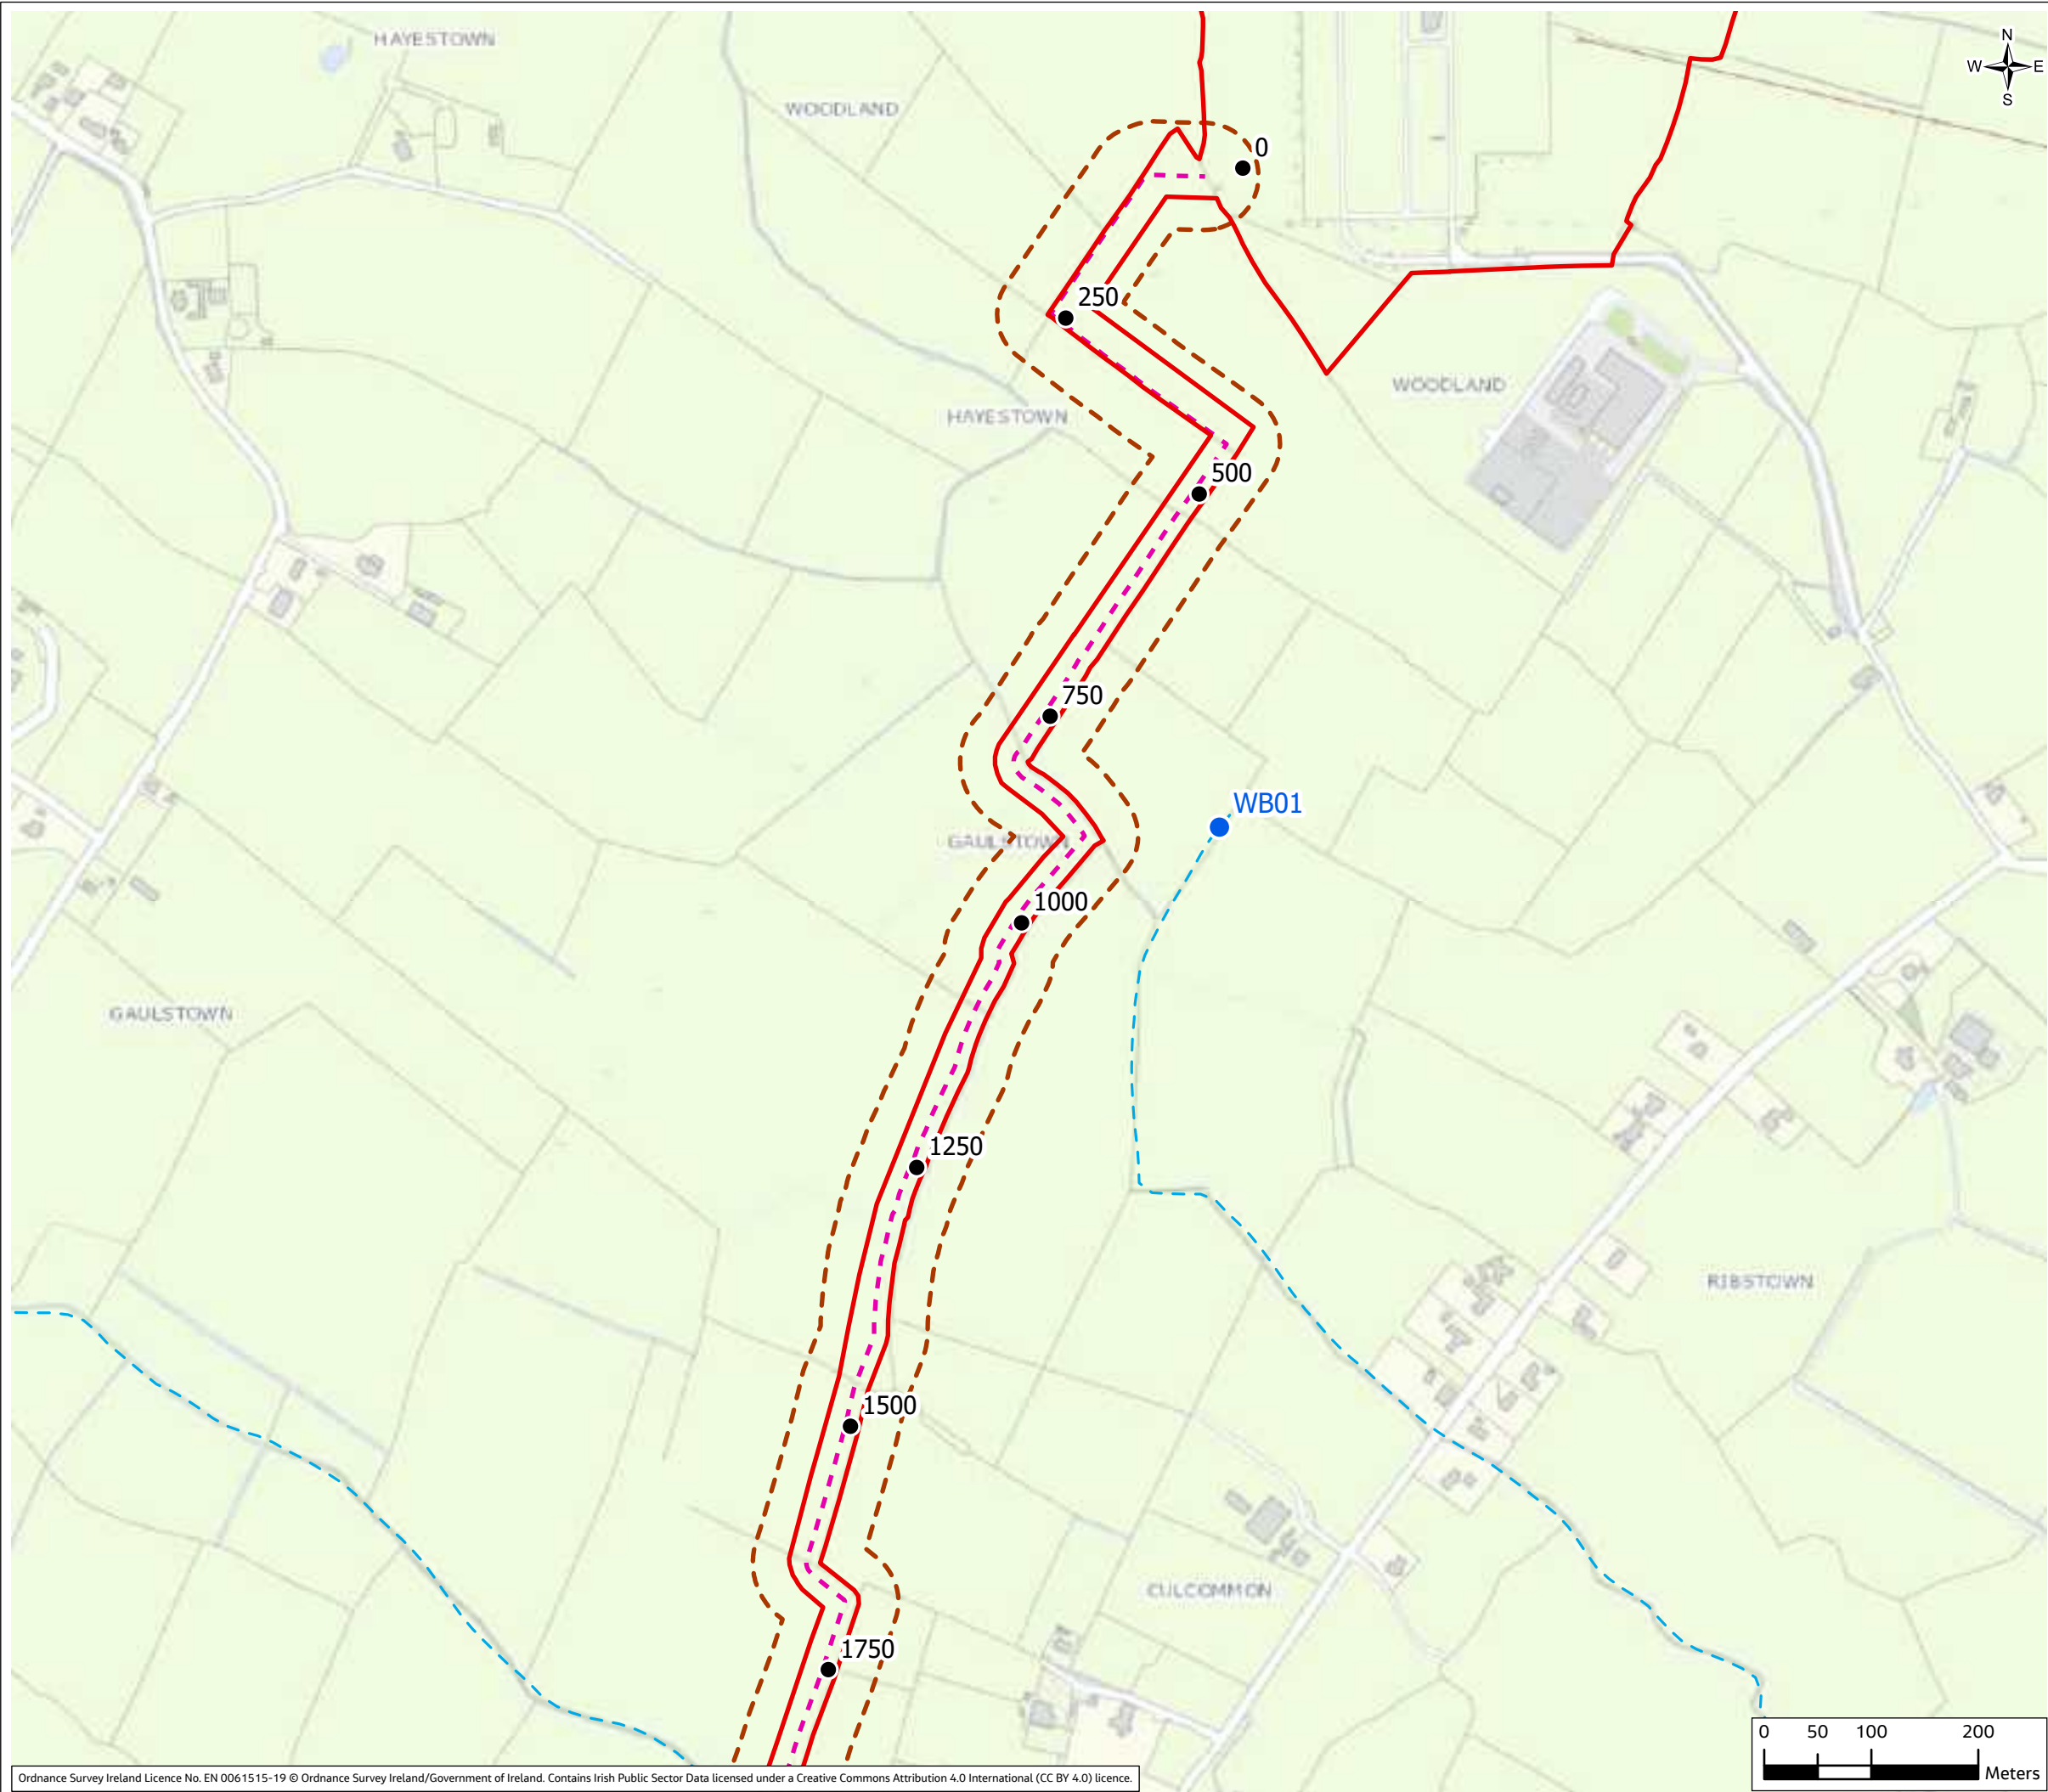 HAYESTOWN
N
W E
S
WOODLAND
0
250
WOODLAND
HAYESTOWN
500
750
WB01
GAULSTOWN
1000
GAULSTOWN
1250
RIBSTOWN
1500
CULCOMMON
1750
0 50 100 200
Meters
Ordnance Survey Ireland Licence No. EN 0061515-19 © Ordnance Survey Ireland/Government of Ireland. Contains Irish Public Sector Data licensed under a Creative Commons Attribution 4.0 International (CC BY 4.0) licence.